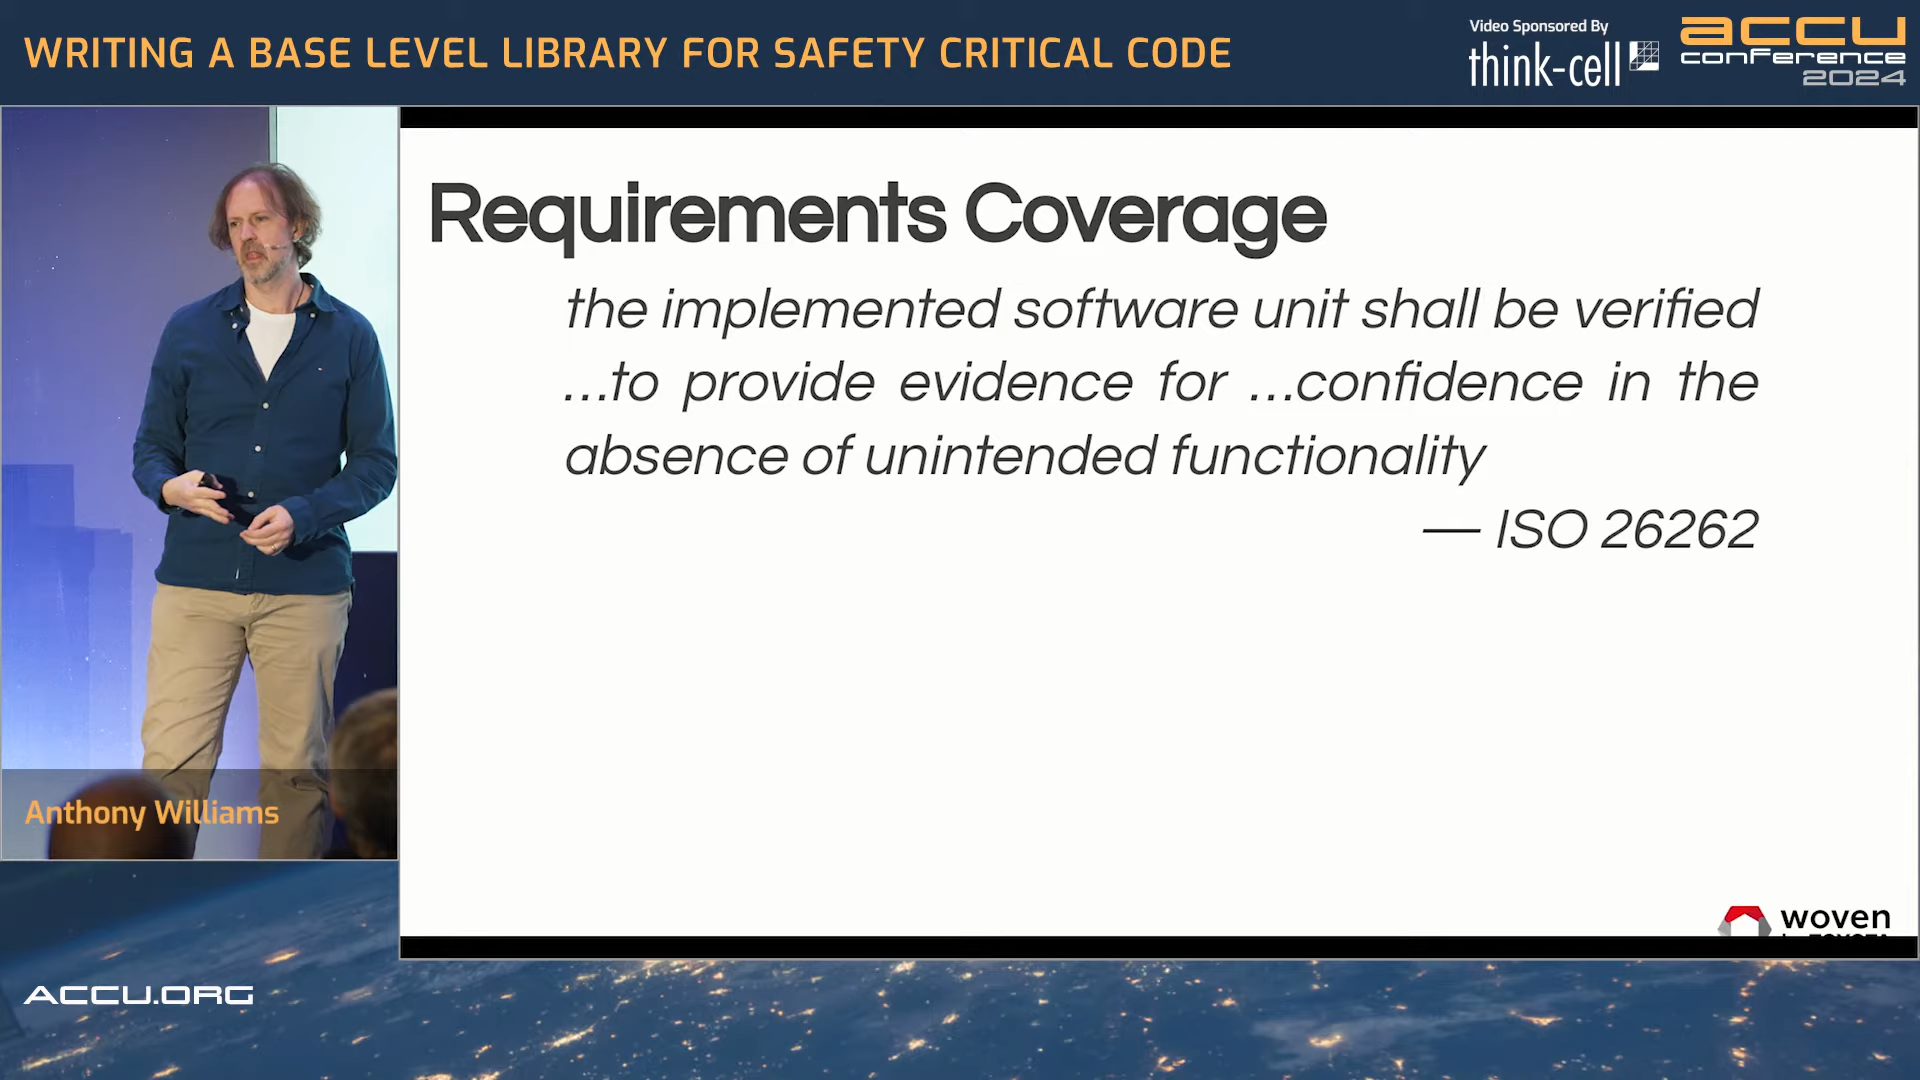 WRITING A BASE LEVEL LIBRARY FOR SAFETY CRITICAL CODE
Video Sponsored By
think-cell
accu
conference
2024
Requirements Coverage
the implemented software unit shall be verified
...to provide evidence for ...confidence in the
absence of unintended functionality
— ISO 26262
Anthony Williams
woven
ACCU.ORG